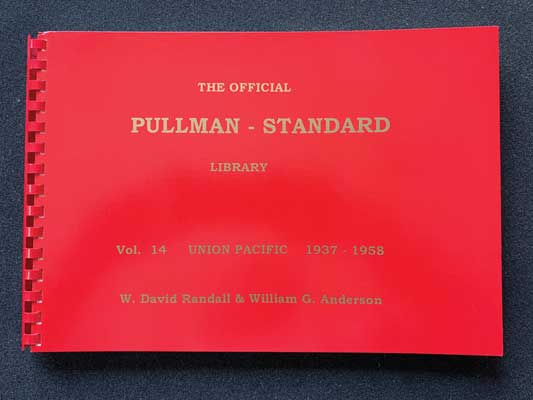 THE OFFICIAL
PULLMAN - STANDARD
LIBRARY
Vol. 14 UNION PACIFIC 1937 - 1958
W. David Randall & William G. Anderson